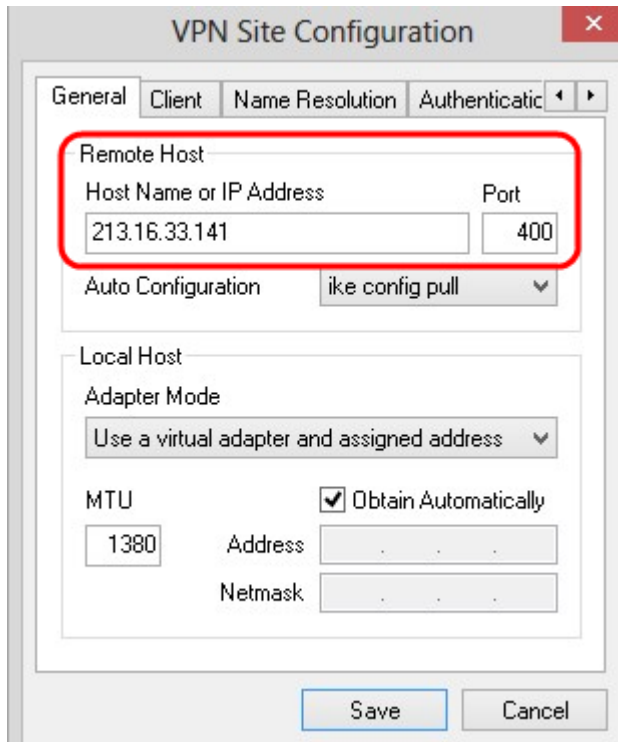 VPN Site Configuration
General Client Name Resolution Authenticatic
Remote Host
Host Name or IP Address Port
213.16.33.141 400
Auto Configuration ike config pull
Local Host
Adapter Mode
Use a virtual adapter and assigned address
MTU Obtain Automatically
1380 Address . . .
Netmask . . .
Save Cancel